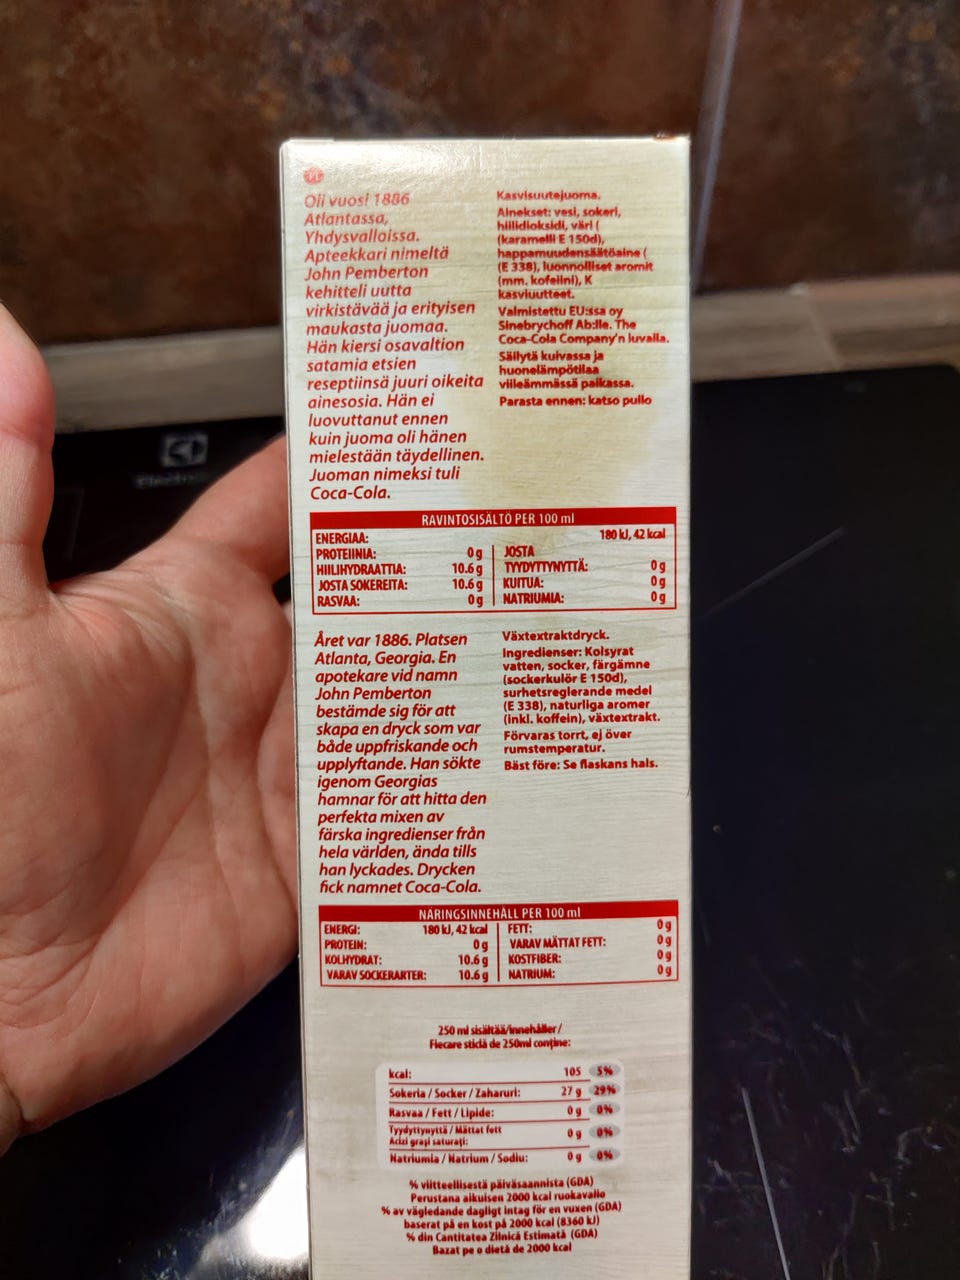 Oli vuosi 1886
Atlantassa,
Yhdysvalloissa.
Apteekkari nimeltä
John Pemberton
kehitteli uutta
virkistävää ja erityisen
maukasta juomaa.
Hän kiersi osavaltion
satamia etsien
reseptiinsä juuri oikeita
ainesosia. Hän ei
luovuttanut ennen
kuin juoma oli hänen
mielestään täydellinen.
Juoman nimeksi tuli
Coca-Cola.
Kasvisuutejuoma.
Ainekset: vesi, sokeri,
hiilidioksidi, väri (
(karamelli E 150d),
happamuudensäätöaine (
(E 338), luonnolliset aromit
(mm. kofeiini), K
kasviuutteet.
Valmistettu EU:ssa oy
Sinebrychoff Ab:lle. The
Coca-Cola Company'n luvalla.
Säilytä kuivassa ja
huonelämpötilaa
viileämmässä paikassa.
Parasta ennen: katso pullo
RAVINTOSISÄLTÖ PER 100 ml
ENERGIAA: 180 kJ, 42 kcal
PROTEIINIA: 0 g JOSTA
HIILIHYDRAATTIA: 10.6 g TYYDYTTYNYTTÄ: 0 g
JOSTA SOKEREITA: 10.6 g KUITUA: 0 g
RASVAA: 0 g NATRIUMIA: 0 g
Året var 1886. Platsen
Atlanta, Georgia. En
apotekare vid namn
John Pemberton
bestämde sig för att
skapa en dryck som var
både uppfriskande och
upplyftande. Han sökte
igenom Georgias
hamnar för att hitta den
perfekta mixen av
färska ingredienser från
hela världen, ända tills
han lyckades. Drycken
fick namnet Coca-Cola.
Växtextraktdryck.
Ingredienser: Kolsyrat
vatten, socker, färgämne
(sockerkulör E 150d),
surhetsreglerande medel
(E 338), naturliga aromer
(inkl. koffein), växtextrakt.
Förvaras torrt, ej över
rumstemperatur.
Bäst före: Se flaskans hals.
NÄRINGSINNEHÅLL PER 100 ml
ENERGI: 180 kJ, 42 kcal FETT: 0 g
PROTEIN: 0 g VARAV MÄTTAT FETT: 0 g
KOLHYDRAT: 10.6 g KOSTFIBER: 0 g
VARAV SOCKERARTER: 10.6 g NATRIUM: 0 g
250 ml sisältää/innehåller/
Fiecare sticlă de 250ml conține:
kcal: 105 5%
Sokeria / Socker / Zaharuri: 27 g 29%
Rasvaa / Fett / Lipide: 0 g 0%
Tyydyttynyttä / Mättat fett
Acizi grași saturați: 0 g 0%
Natriumia / Natrium / Sodiu: 0 g 0%
% viitteellisestä päiväsaannista (GDA)
Perustana aikuisen 2000 kcal ruokavalio
% av vägledande dagligt intag för en vuxen (GDA)
baserat på en kost på 2000 kcal (8360 kJ)
% din Cantitatea Zilnică Estimată (GDA)
Bazat pe o dietă de 2000 kcal